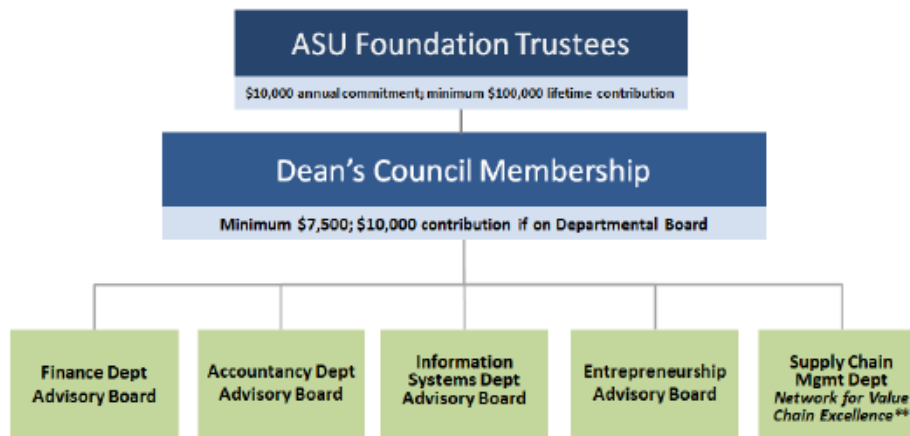 ASU Foundation Trustees
$10,000 annual commitment; minimum $100,000 lifetime contribution
Dean's Council Membership
Minimum $7,500; $10,000 contribution if on Departmental Board
Finance Dept
Advisory Board
Accountancy Dept
Advisory Board
Information
Systems Dept
Advisory Board
Entrepreneurship
Advisory Board
Supply Chain
Mgmt Dept
Network for Value
Chain Excellence**